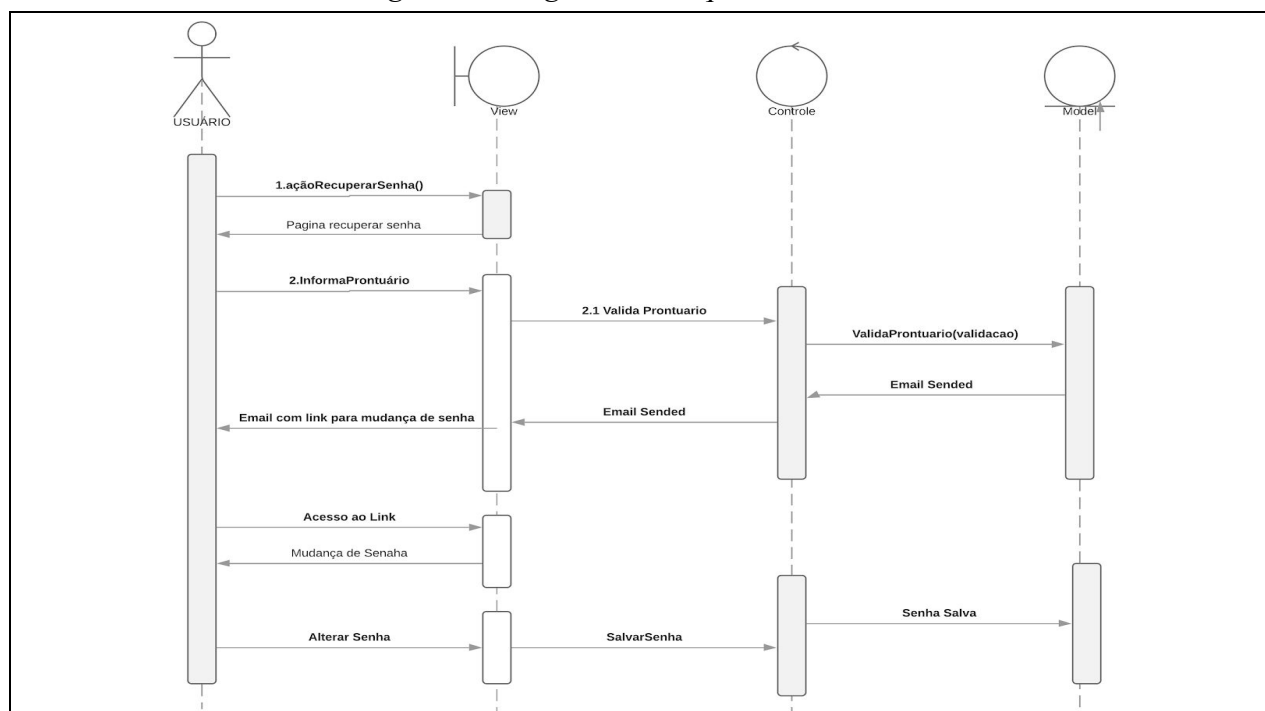 USUÁRIO
View
Controle
Model
1.açãoRecuperarSenha()
Pagina recuperar senha
2.InformaProntuário
2.1 Valida Prontuario
ValidaProntuario(validacao)
Email Sended
Email Sended
Email com link para mudança de senha
Acesso ao Link
Mudança de Senaha
Senha Salva
Alterar Senha
SalvarSenha